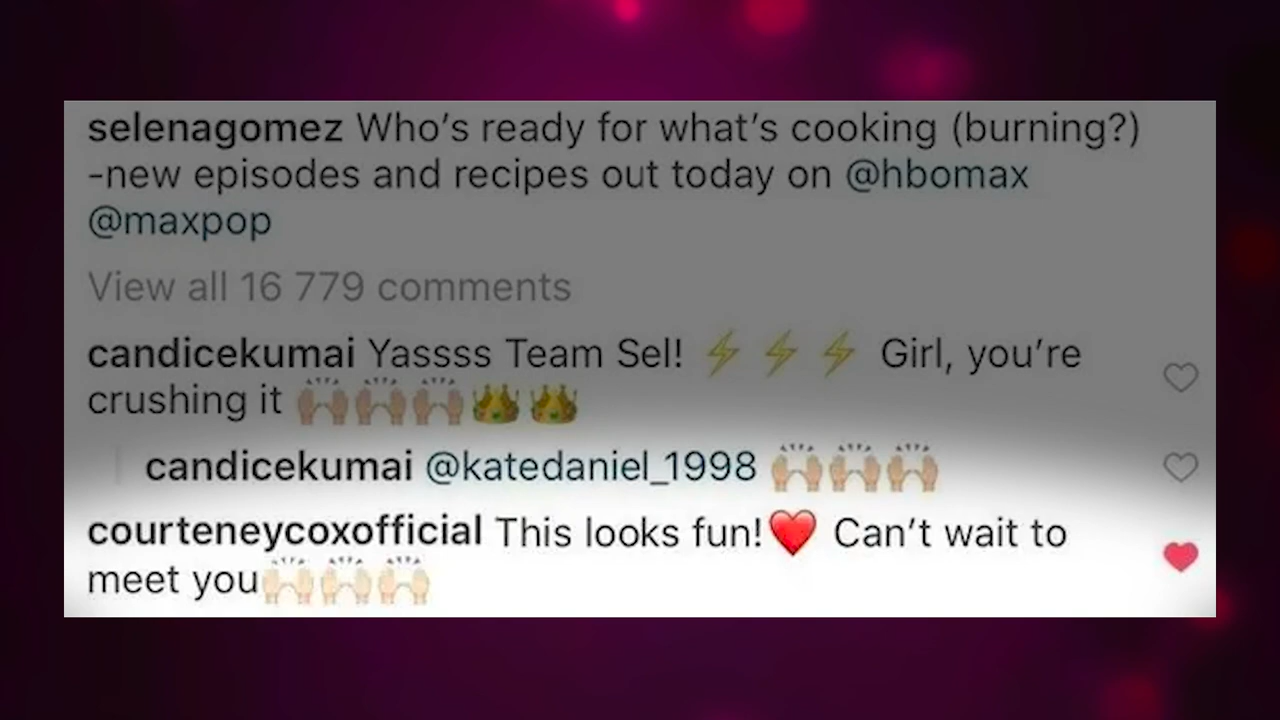 selenagomez Who’s ready for what’s cooking (burning?)
-new episodes and recipes out today on @hbomax
@maxpop
View all 16 779 comments
candicekumai Yassss Team Sel! ⚡⚡⚡ Girl, you’re
crushing it 🙌🏼🙌🏼🙌🏼👑👑
candicekumai @katedaniel_1998 🙌🏼🙌🏼🙌🏼
courteneycoxofficial This looks fun!❤️ Can’t wait to
meet you🙌🏻🙌🏻🙌🏻